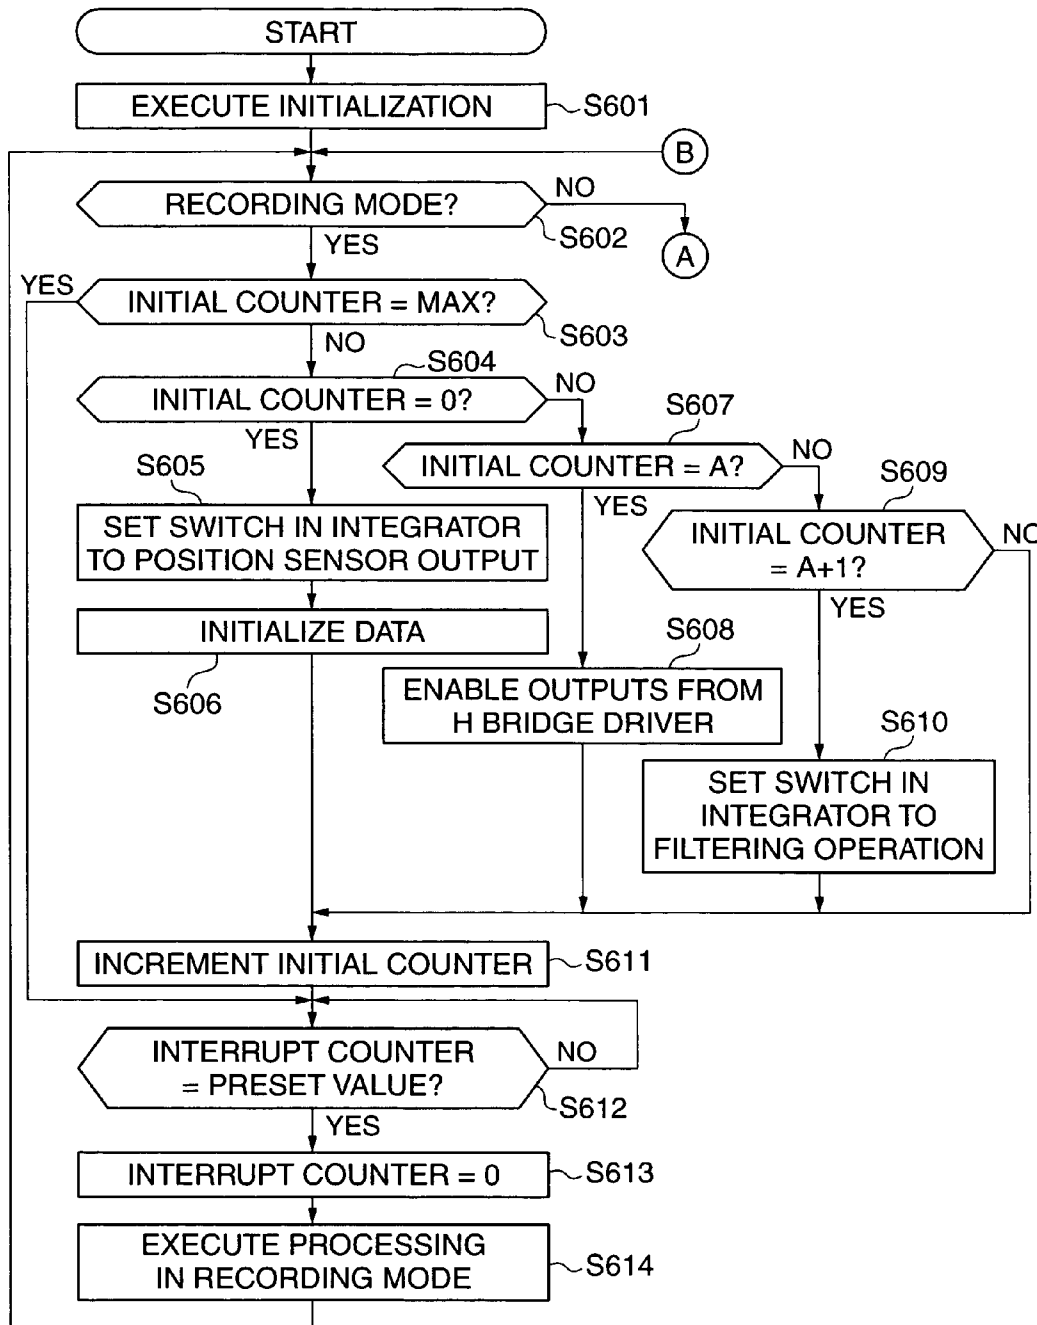 START
EXECUTE INITIALIZATION
S601
B
RECORDING MODE?
NO
S602
A
YES
YES
INITIAL COUNTER = MAX?
S603
NO
S604
INITIAL COUNTER = 0?
NO
YES
S607
INITIAL COUNTER = A?
NO
YES
S605
SET SWITCH IN INTEGRATOR
TO POSITION SENSOR OUTPUT
S609
INITIAL COUNTER
= A+1?
NO
YES
INITIALIZE DATA
S606
S608
ENABLE OUTPUTS FROM
H BRIDGE DRIVER
S610
SET SWITCH IN
INTEGRATOR TO
FILTERING OPERATION
INCREMENT INITIAL COUNTER
S611
INTERRUPT COUNTER
= PRESET VALUE?
NO
S612
YES
INTERRUPT COUNTER = 0
S613
EXECUTE PROCESSING
IN RECORDING MODE
S614